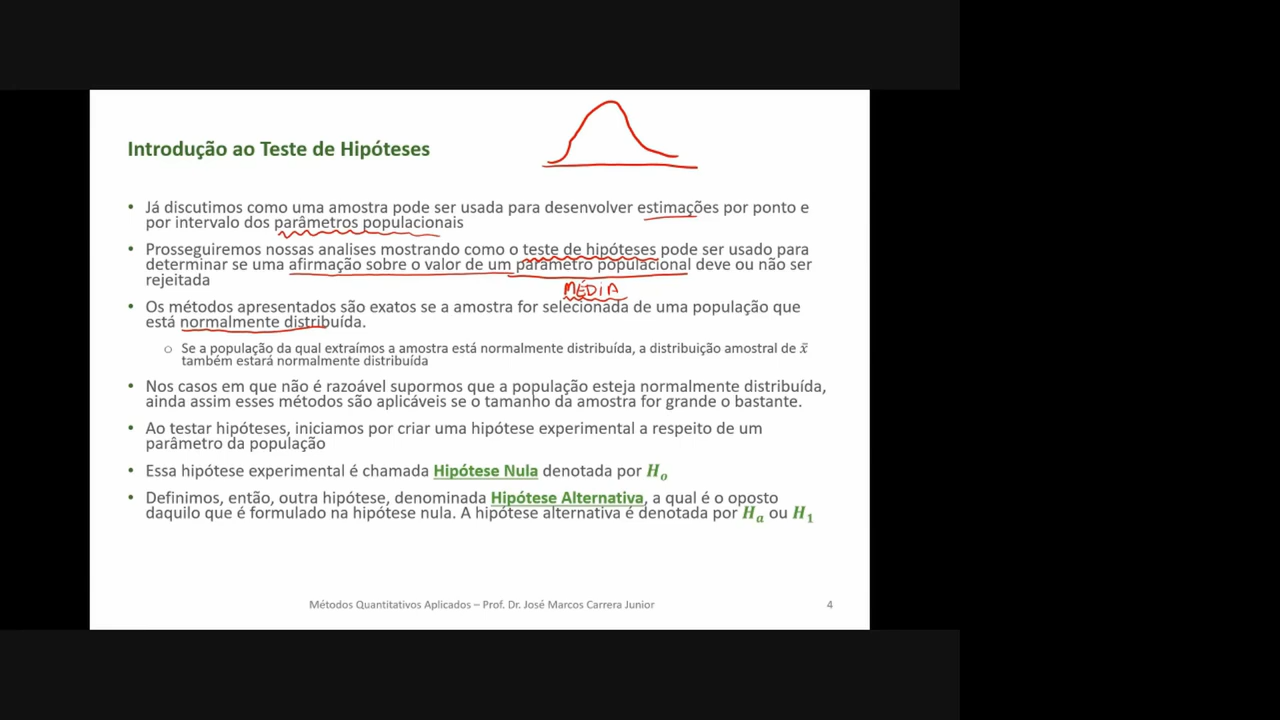 Introdução ao Teste de Hipóteses
• Já discutimos como uma amostra pode ser usada para desenvolver estimações por ponto e
por intervalo dos parâmetros populacionais
• Prosseguiremos nossas analises mostrando como o teste de hipóteses pode ser usado para
determinar se uma afirmação sobre o valor de um parâmetro populacional deve ou não ser
rejeitada
MÉDIA
• Os métodos apresentados são exatos se a amostra for selecionada de uma população que
está normalmente distribuída.
○ Se a população da qual extraímos a amostra está normalmente distribuída, a distribuição amostral de x̄
também estará normalmente distribuída
• Nos casos em que não é razoável supormos que a população esteja normalmente distribuída,
ainda assim esses métodos são aplicáveis se o tamanho da amostra for grande o bastante.
• Ao testar hipóteses, iniciamos por criar uma hipótese experimental a respeito de um
parâmetro da população
• Essa hipótese experimental é chamada Hipótese Nula denotada por Hₒ
• Definimos, então, outra hipótese, denominada Hipótese Alternativa, a qual é o oposto
daquilo que é formulado na hipótese nula. A hipótese alternativa é denotada por Hₐ ou H₁
Métodos Quantitativos Aplicados – Prof. Dr. José Marcos Carrera Junior
4